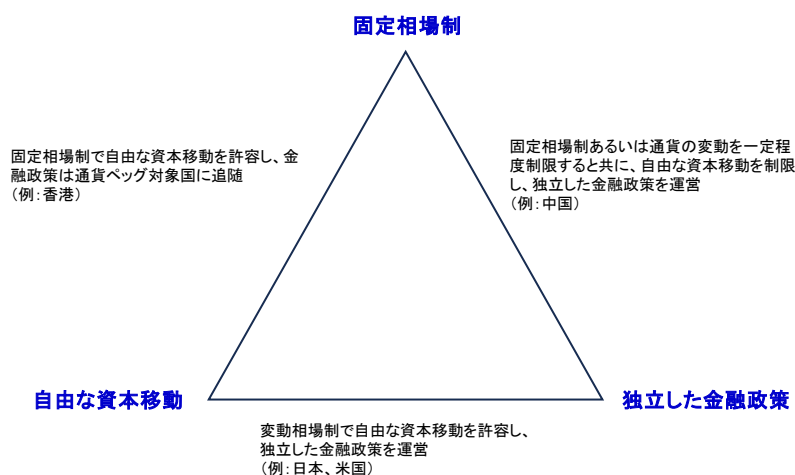 固定相場制
固定相場制で自由な資本移動を許容し、金
融政策は通貨ペッグ対象国に追随
（例：香港）
固定相場制あるいは通貨の変動を一定程
度制限すると共に、自由な資本移動を制限
し、独立した金融政策を運営
（例：中国）
自由な資本移動
独立した金融政策
変動相場制で自由な資本移動を許容し、
独立した金融政策を運営
（例：日本、米国）